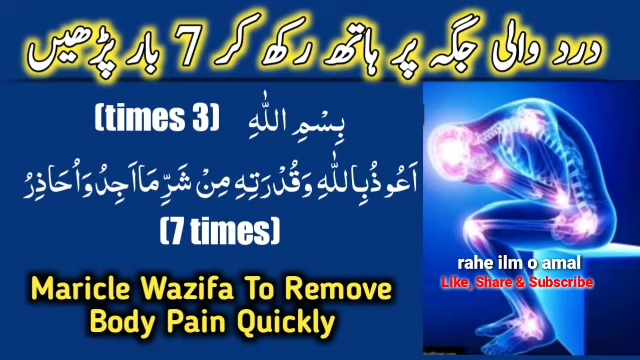 درد والی جگہ پر ہاتھ رکھ کر 7 بار پڑھیں
بِسْمِ اللّٰهِ (3 times)
اَعُوذُ بِاللّٰهِ وَقُدْرَتِهٖ مِنْ شَرِّ مَا اَجِدُ وَاُحَاذِرُ
(7 times)
Maricle Wazifa To Remove
Body Pain Quickly
rahe ilm o amal
Like, Share & Subscribe